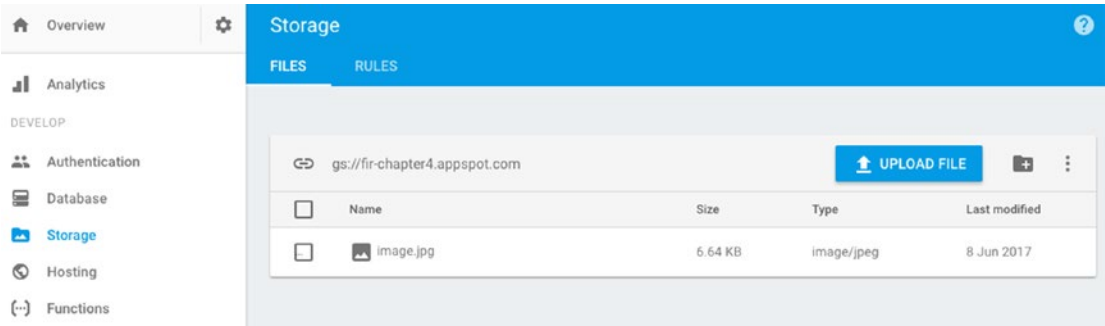 Overview
Analytics
DEVELOP
Authentication
Database
Storage
Hosting
Functions
Storage
FILES RULES
gs://fir-chapter4.appspot.com UPLOAD FILE
Name Size Type Last modified
image.jpg 6.64 KB image/jpeg 8 Jun 2017